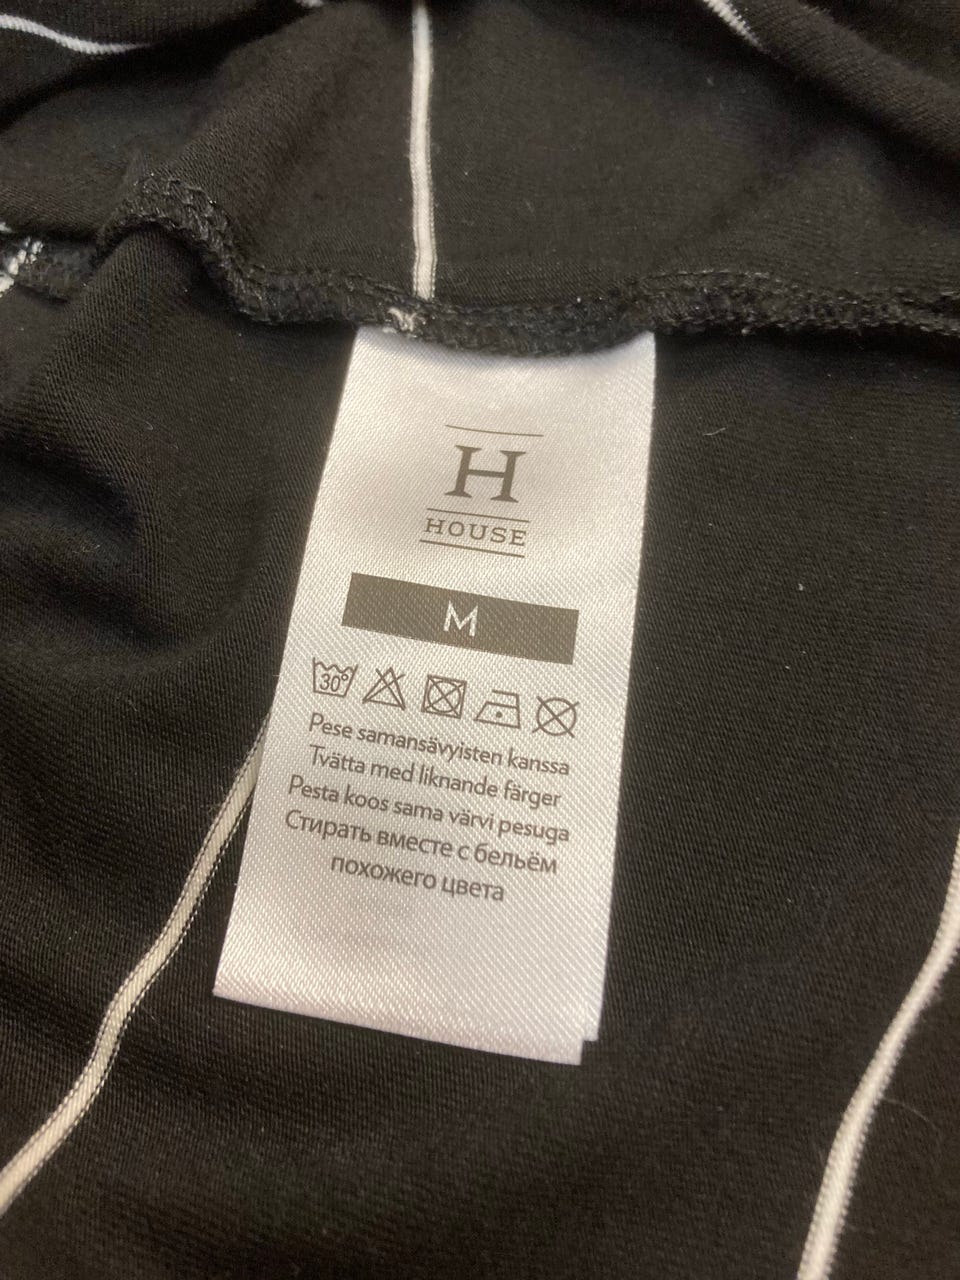 H
HOUSE
M
30°
Pese samansävyisten kanssa
Tvätta med liknande färger
Pesta koos sama värvi pesuga
Стирать вместе с бельём
похожего цвета